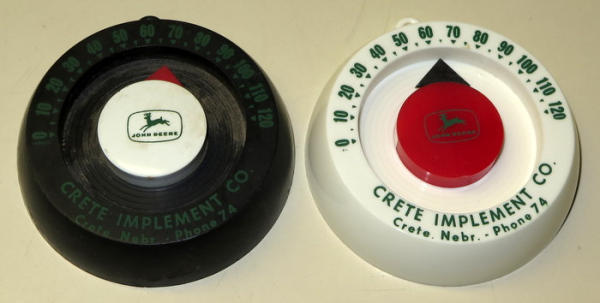 0 10 20 30 40 50 60 70 80 90 100 110 120
JOHN DEERE
CRETE IMPLEMENT CO.
Crete, Nebr. - Phone 74
0 10 20 30 40 50 60 70 80 90 100 110 120
JOHN DEERE
CRETE IMPLEMENT CO.
Crete, Nebr. - Phone 74